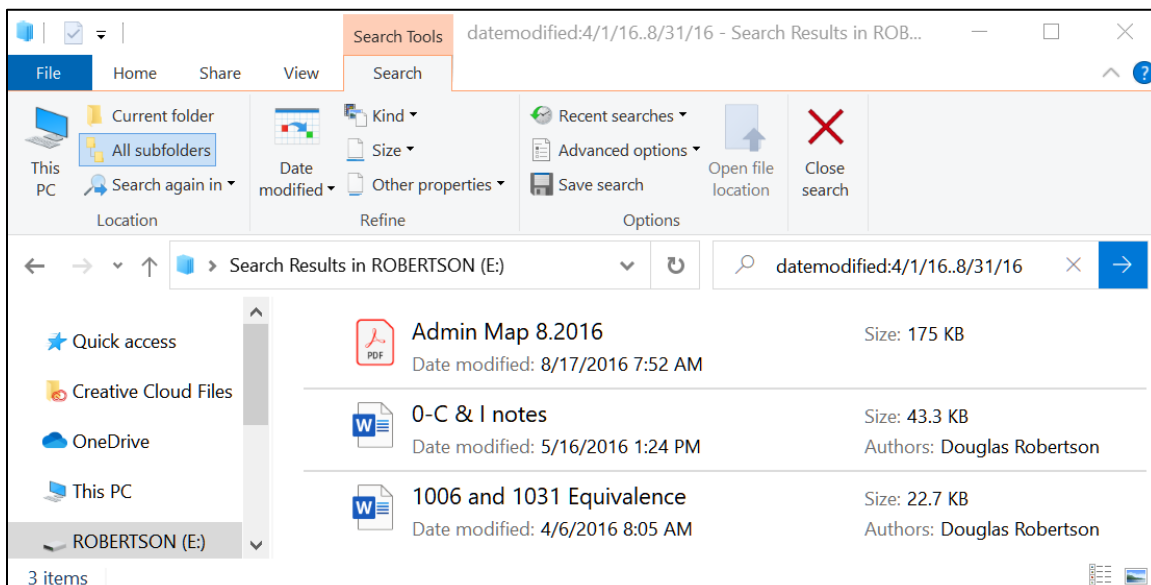 Search Tools
datemodified:4/1/16..8/31/16 - Search Results in ROB...
File Home Share View Search
?
This PC
Current folder
All subfolders
Search again in
Location
Date modified
Kind
Size
Other properties
Refine
Recent searches
Advanced options
Save search
Options
Open file location
Close search
Search Results in ROBERTSON (E:)
datemodified:4/1/16..8/31/16
Quick access
Creative Cloud Files
OneDrive
This PC
ROBERTSON (E:)
PDF
Admin Map 8.2016
Size: 175 KB
Date modified: 8/17/2016 7:52 AM
W
0-C & I notes
Size: 43.3 KB
Date modified: 5/16/2016 1:24 PM
Authors: Douglas Robertson
W
1006 and 1031 Equivalence
Size: 22.7 KB
Date modified: 4/6/2016 8:05 AM
Authors: Douglas Robertson
3 items